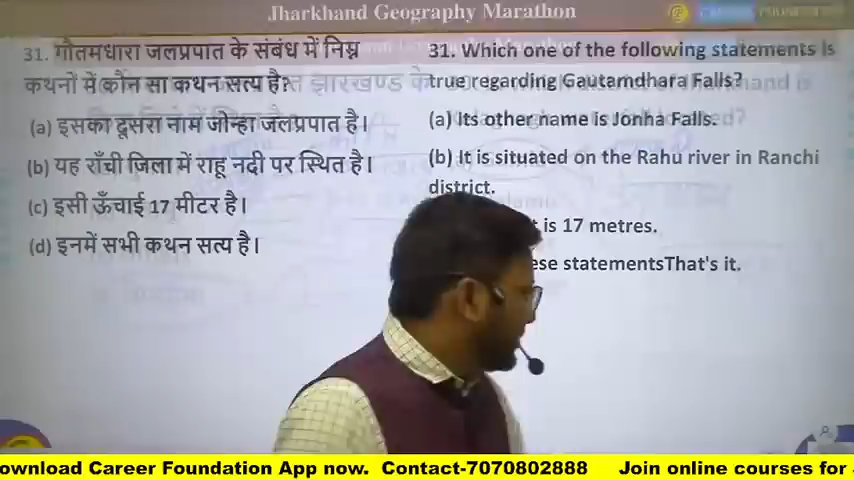 Jharkhand Geography Marathon
31. गौतमधारा जलप्रपात के संबंध में निम्न
कथनों में कौन सा कथन सत्य है?
(a) इसका दूसरा नाम जोन्हा जलप्रपात है।
(b) यह राँची जिला में राहू नदी पर स्थित है।
(c) इसी ऊँचाई 17 मीटर है।
(d) इनमें सभी कथन सत्य है।
31. Which one of the following statements is
true regarding Gautamdhara Falls?
(a) Its other name is Jonha Falls.
(b) It is situated on the Rahu river in Ranchi
district.
is 17 metres.
ese statementsThat's it.
ownload Career Foundation App now. Contact-7070802888 Join online courses for